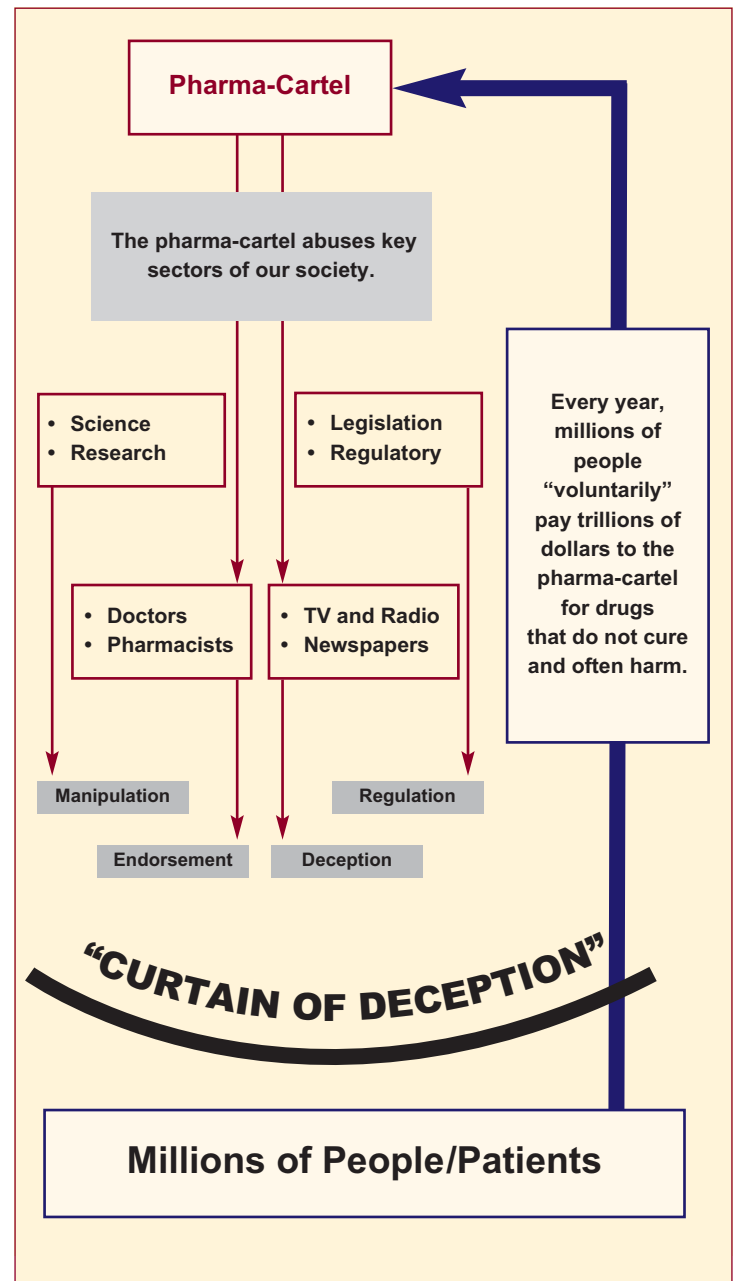 Pharma-Cartel
The pharma-cartel abuses key
sectors of our society.
• Science
• Research
• Legislation
• Regulatory
Every year,
millions of
people
“voluntarily”
pay trillions of
dollars to the
pharma-cartel
for drugs
that do not cure
and often harm.
• Doctors
• Pharmacists
• TV and Radio
• Newspapers
Manipulation
Regulation
Endorsement
Deception
“CURTAIN OF DECEPTION”
Millions of People/Patients